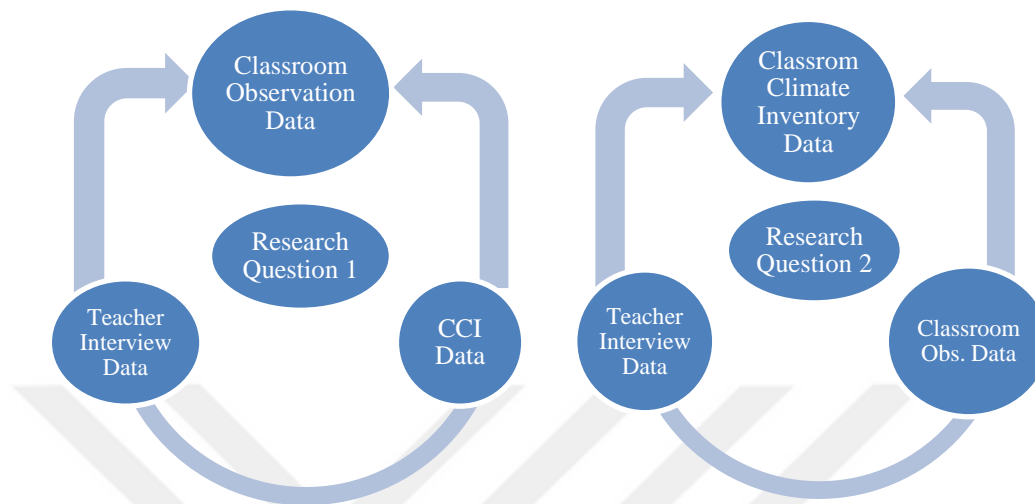 Classroom
Observation
Data
Research
Question 1
Teacher
Interview
Data
CCI
Data
Classrom
Climate
Inventory
Data
Research
Question 2
Teacher
Interview
Data
Classroom
Obs. Data